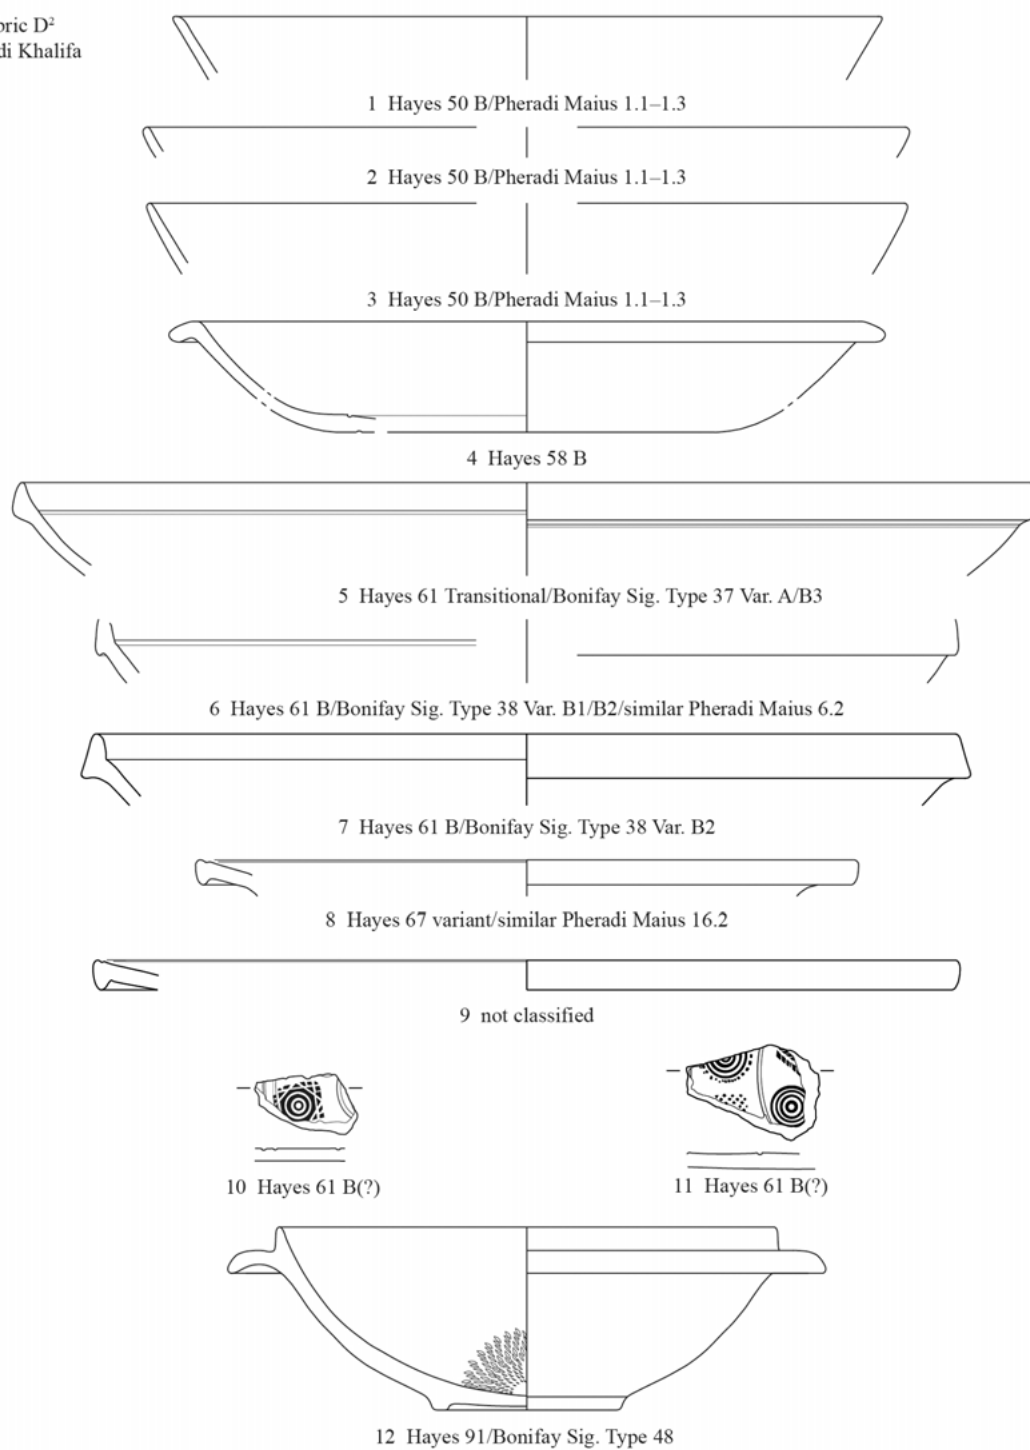 D²
Khalifa
1 Hayes 50 B/Pheradi Maius 1.1–1.3
2 Hayes 50 B/Pheradi Maius 1.1–1.3
3 Hayes 50 B/Pheradi Maius 1.1–1.3
4 Hayes 58 B
5 Hayes 61 Transitional/Bonifay Sig. Type 37 Var. A/B3
6 Hayes 61 B/Bonifay Sig. Type 38 Var. B1/B2/similar Pheradi Maius 6.2
7 Hayes 61 B/Bonifay Sig. Type 38 Var. B2
8 Hayes 67 variant/similar Pheradi Maius 16.2
9 not classified
10 Hayes 61 B(?)
11 Hayes 61 B(?)
12 Hayes 91/Bonifay Sig. Type 48